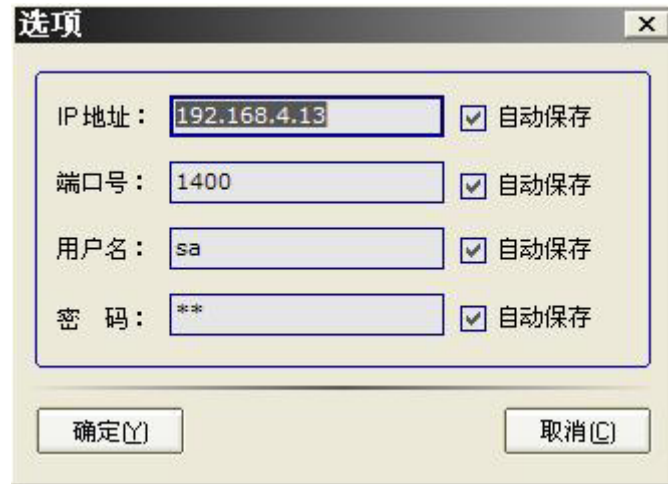 选项
IP地址： 192.168.4.13 自动保存
端口号： 1400 自动保存
用户名： sa 自动保存
密 码： ** 自动保存
确定(Y) 取消(C)